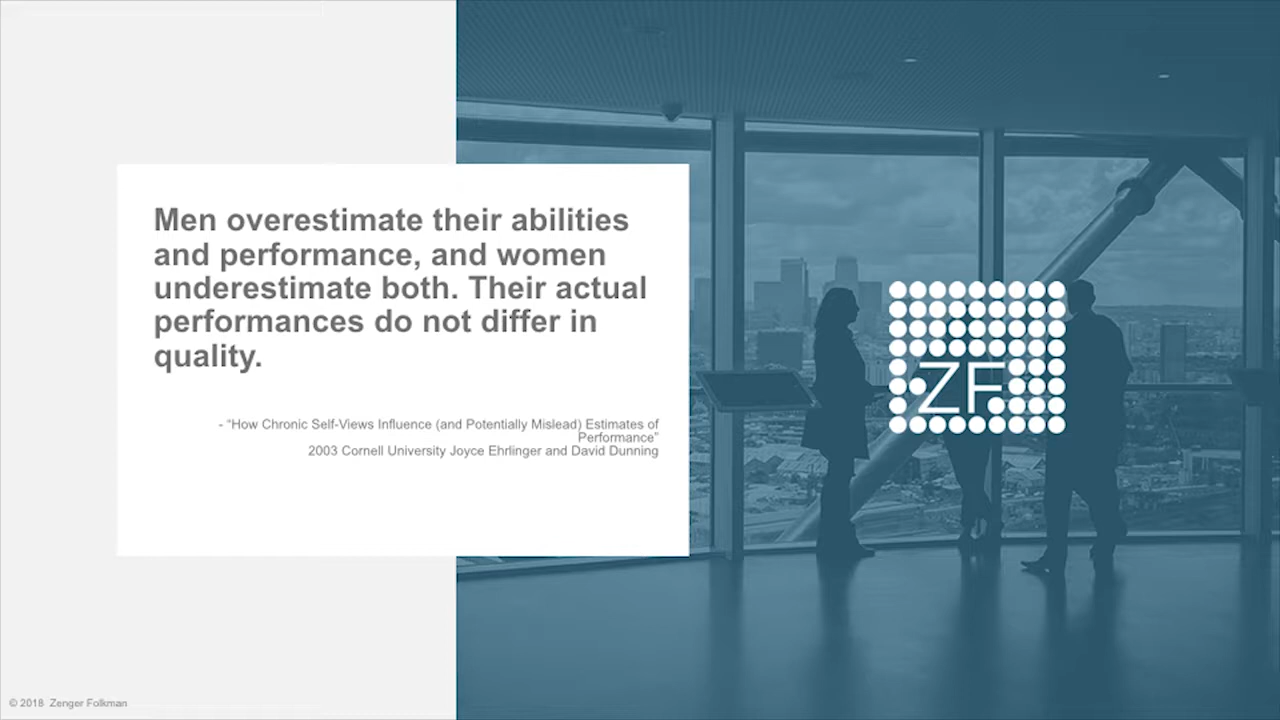 Men overestimate their abilities
and performance, and women
underestimate both. Their actual
performances do not differ in
quality.
- "How Chronic Self-Views Influence (and Potentially Mislead) Estimates of
Performance"
2003 Cornell University Joyce Ehrlinger and David Dunning
ZF
© 2018 Zenger Folkman